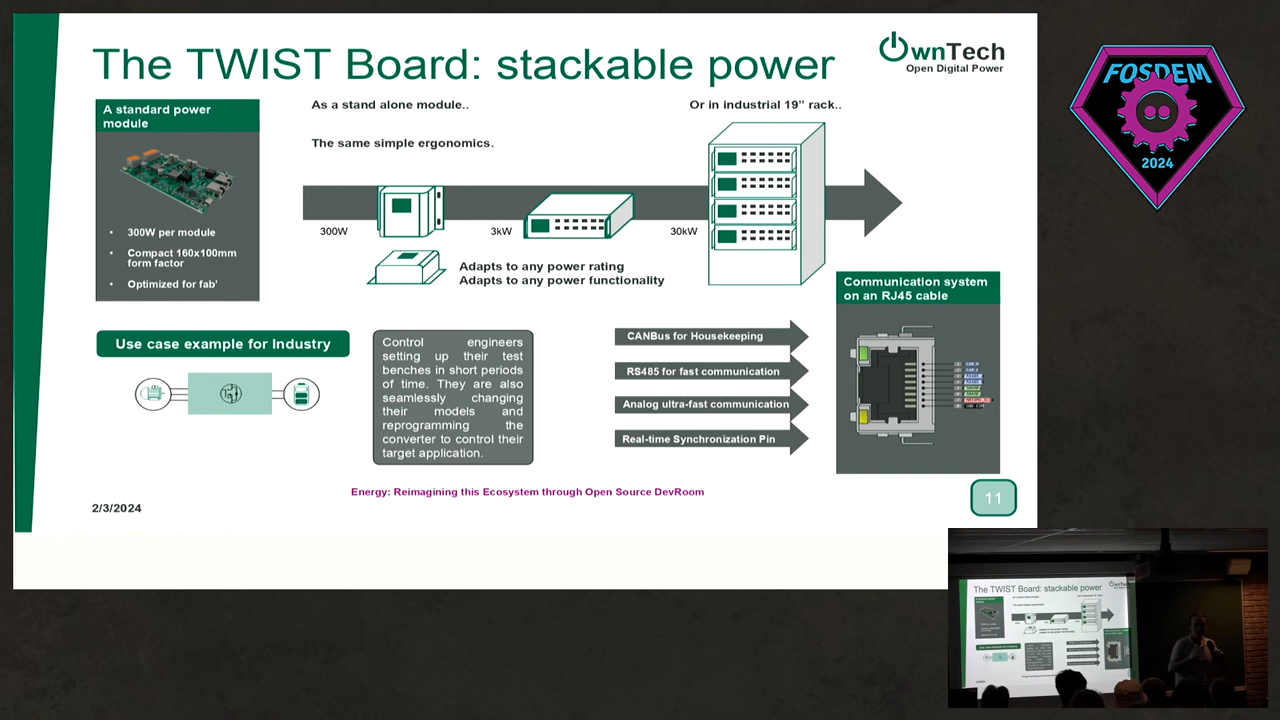 The TWIST Board: stackable power
OwnTech
Open Digital Power
A standard power
module
300W per module
Compact 160x100mm
form factor
Optimized for fab'
As a stand alone module..
Or in industrial 19” rack..
The same simple ergonomics.
300W
3kW
30kW
Adapts to any power rating
Adapts to any power functionality
Communication system
on an RJ45 cable
Use case example for Industry
Control engineers
setting up their test
benches in short periods
of time. They are also
seamlessly changing
their models and
reprogramming the
converter to control their
target application.
CANBus for Housekeeping
RS485 for fast communication
Analog ultra-fast communication
Real-time Synchronization Pin
Energy: Reimagining this Ecosystem through Open Source DevRoom
2/3/2024
11
FOSDEM
2024
The TWIST Board: stackable power
wnTech